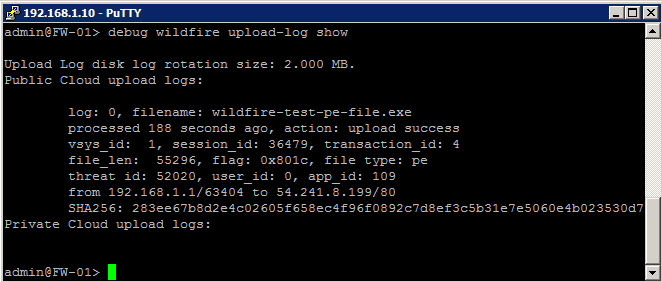 192.168.1.10 - PuTTY
admin@FW-01> debug wildfire upload-log show
Upload Log disk log rotation size: 2.000 MB.
Public Cloud upload logs:
log: 0, filename: wildfire-test-pe-file.exe
processed 188 seconds ago, action: upload success
vsys_id:  1, session_id: 36479, transaction_id: 4
file_len:  55296, flag: 0x801c, file type: pe
threat id: 52020, user_id: 0, app_id: 109
from 192.168.1.1/63404 to 54.241.8.199/80
SHA256: 283ee67b8d2e4c02605f658ec4f96f0892c7d8ef3c5b31e7e5060e4b023530d7
Private Cloud upload logs:
admin@FW-01>